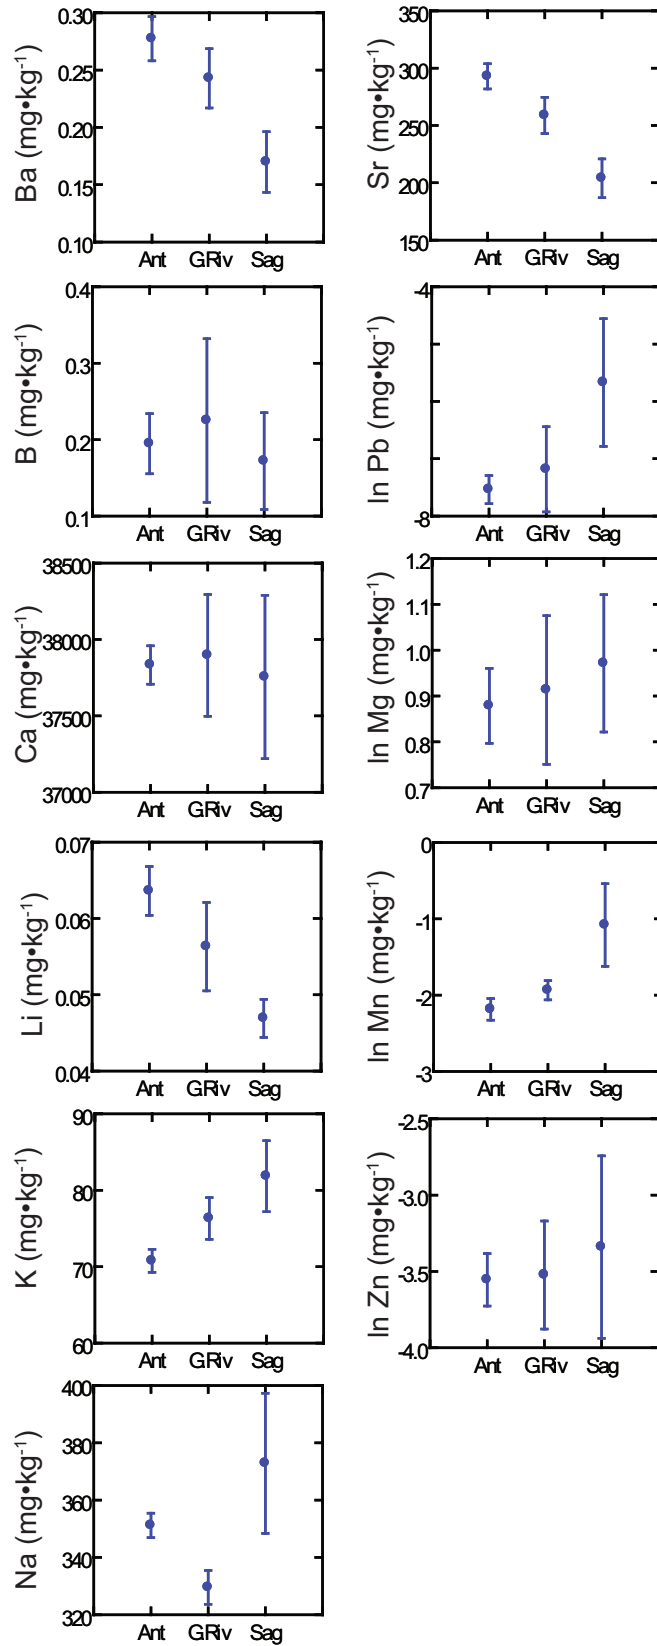 Ba (mg•kg-1)
0.30
0.25
0.20
0.15
0.10
Ant GRiv Sag
Sr (mg•kg-1)
350
300
250
200
150
Ant GRiv Sag
B (mg•kg-1)
0.4
0.3
0.2
0.1
Ant GRiv Sag
ln Pb (mg•kg-1)
-4
-8
Ant GRiv Sag
Ca (mg•kg-1)
38500
38000
37500
37000
Ant GRiv Sag
ln Mg (mg•kg-1)
1.2
1.1
1.0
0.9
0.8
0.7
Ant GRiv Sag
Li (mg•kg-1)
0.07
0.06
0.05
0.04
Ant GRiv Sag
ln Mn (mg•kg-1)
0
-1
-2
-3
Ant GRiv Sag
K (mg•kg-1)
90
80
70
60
Ant GRiv Sag
ln Zn (mg•kg-1)
-2.5
-3.0
-3.5
-4.0
Ant GRiv Sag
Na (mg•kg-1)
400
380
360
340
320
Ant GRiv Sag